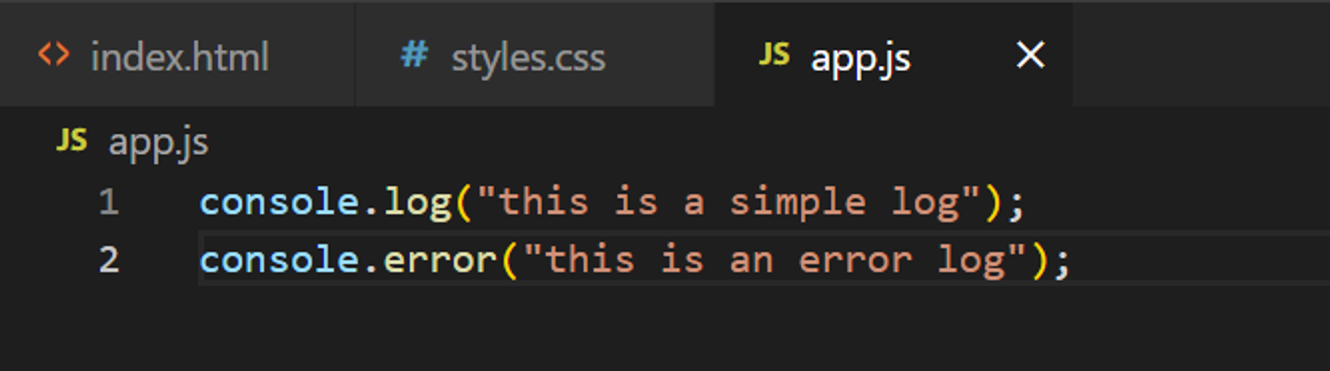 <> index.html # styles.css JS app.js ×
JS app.js
1 console.log("this is a simple log");
2 console.error("this is an error log");